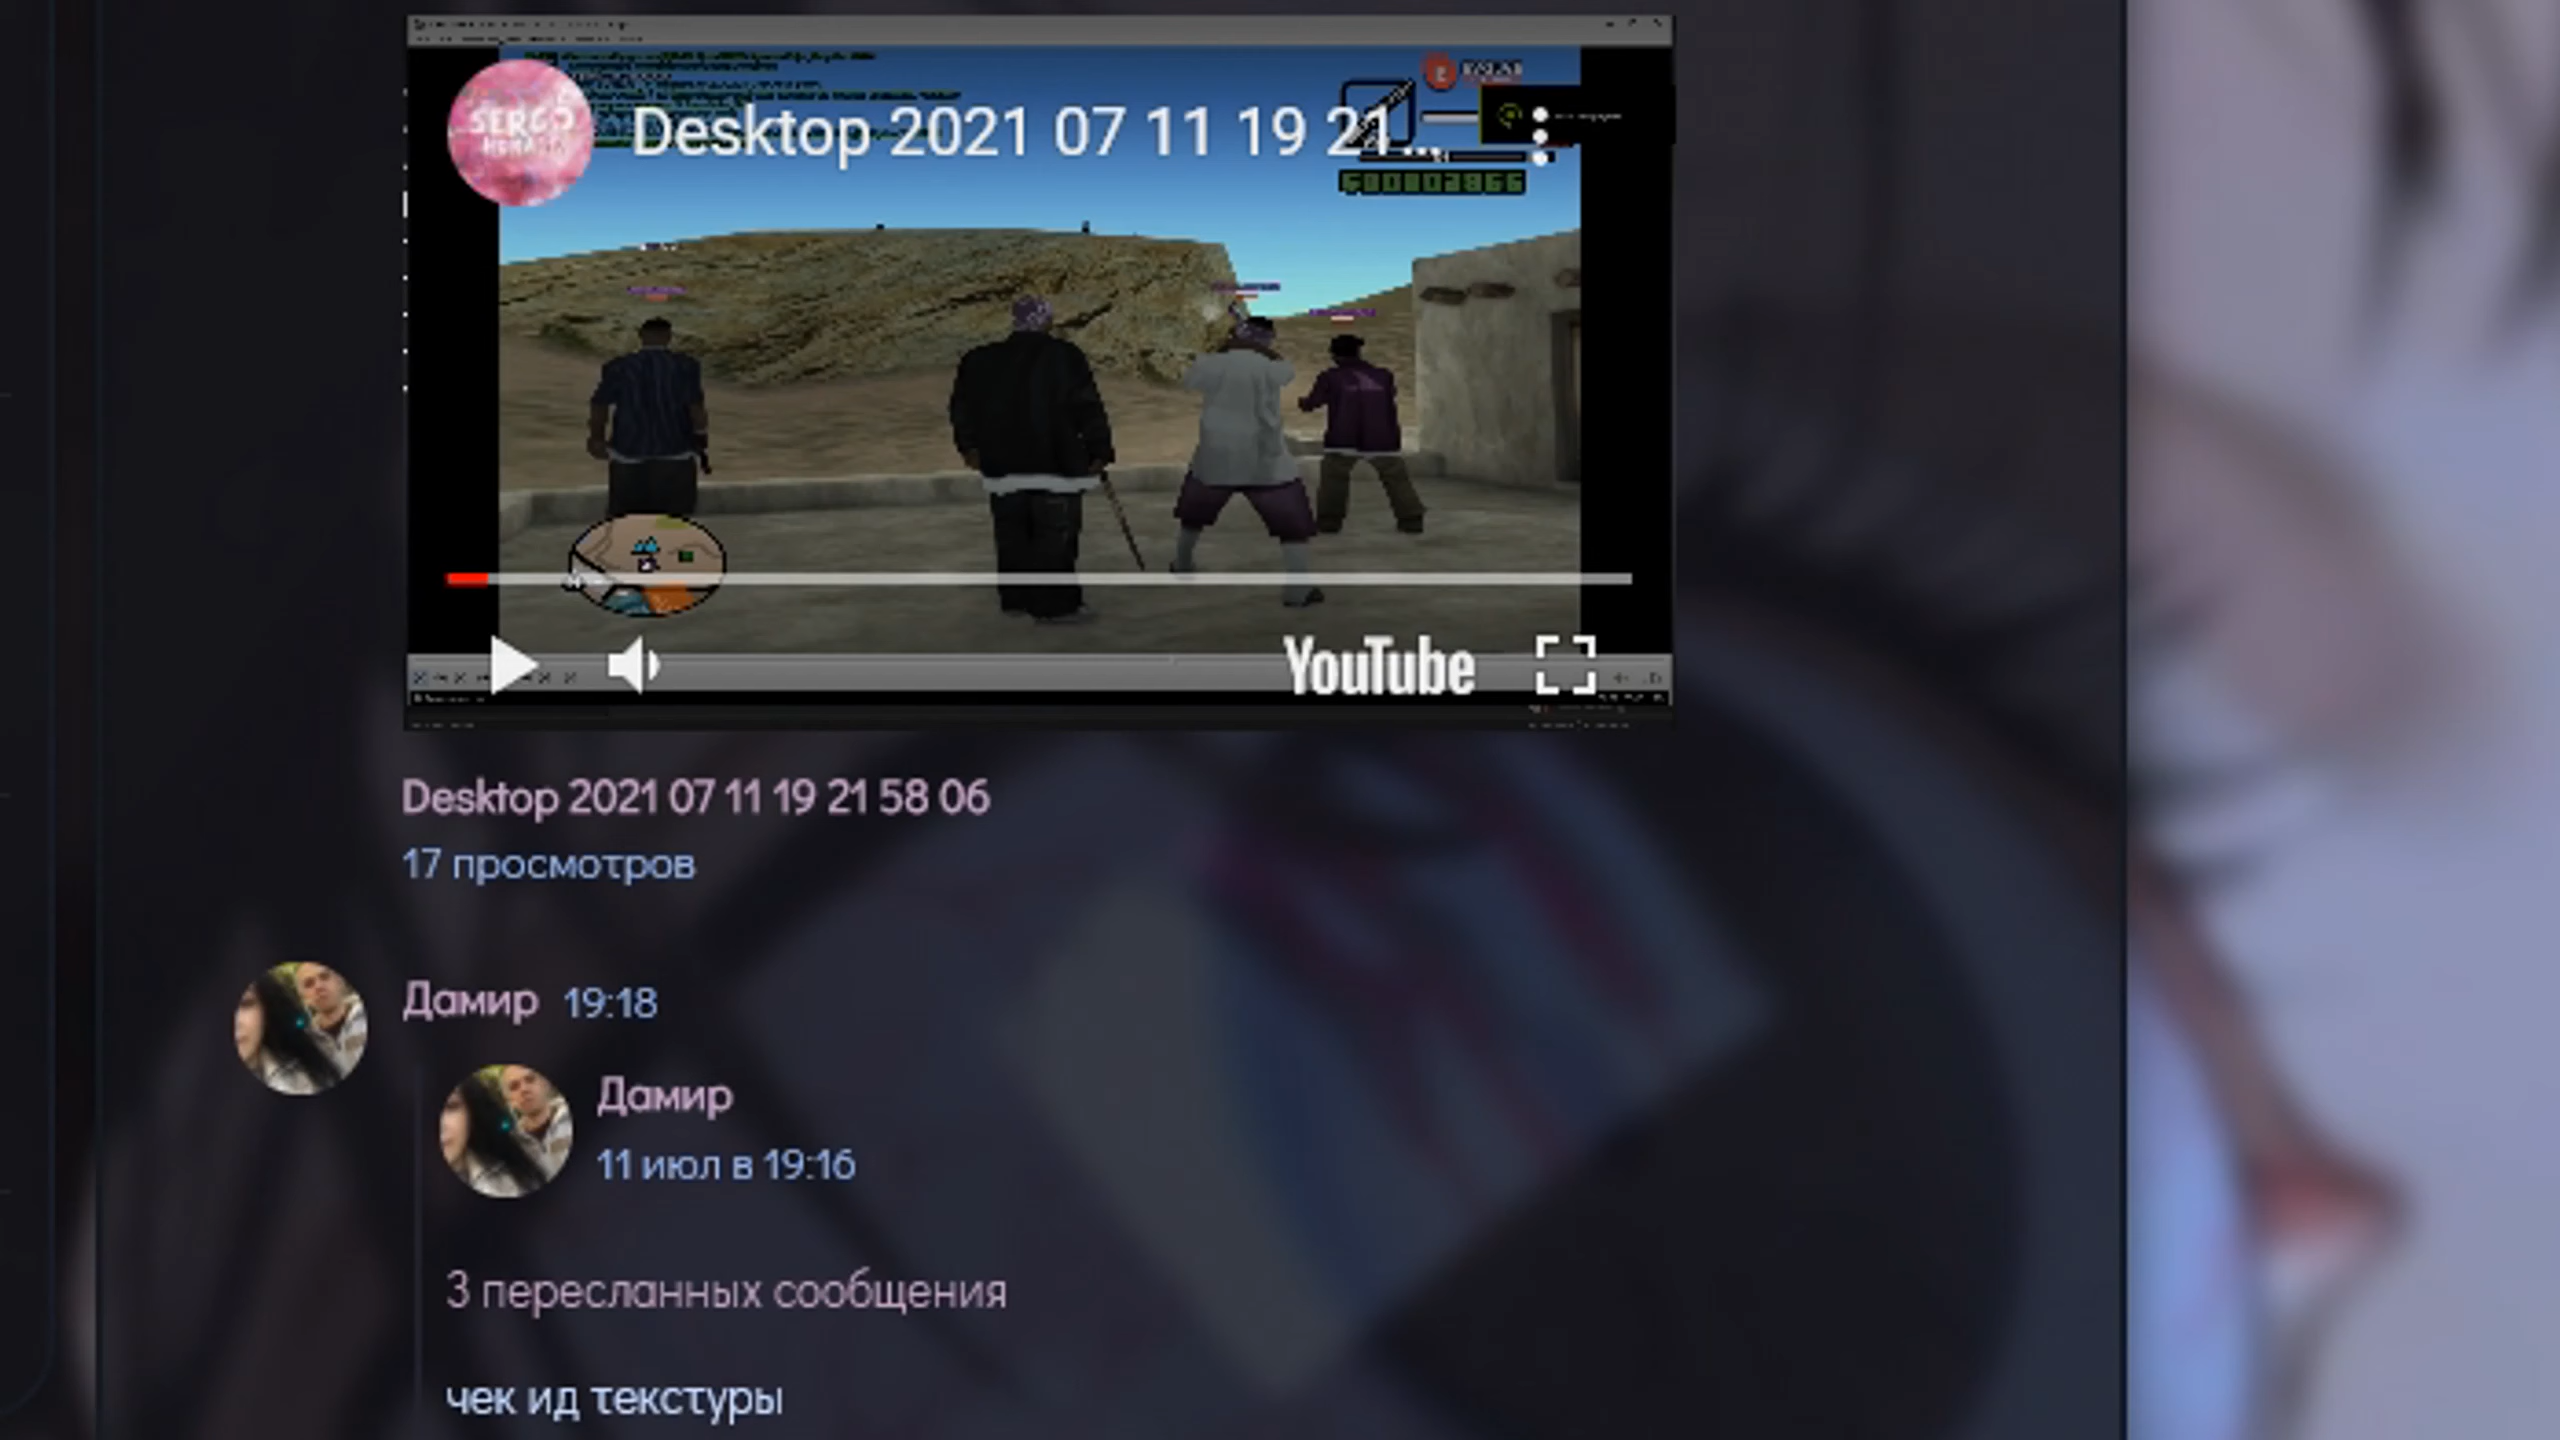 SERGO
Desktop 2021 07 11 19 21...
YouTube
Desktop 2021 07 11 19 21 58 06
17 просмотров
Дамир 19:18
Дамир
11 июл в 19:16
3 пересланных сообщения
чек ид текстуры